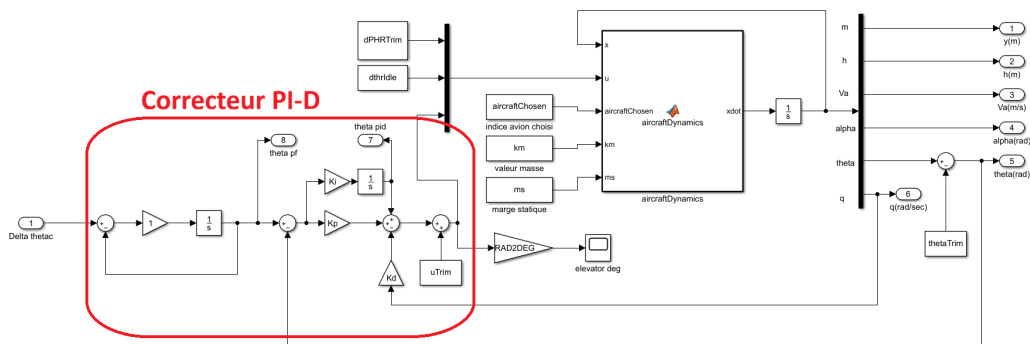 dPHRTrim
dthrIdle
Correcteur PI-D
theta pid
8
7
theta pf
1
Delta thetac
1
1
s
Ki
1
s
Kp
Kd
uTrim
RAD2DEG
elevator deg
x
u
aircraftChosen
km
ms
aircraftDynamics
xdot
aircraftDynamics
aircraftChosen
indice avion choisi
km
valeur masse
ms
marge statique
1
s
m
h
Va
alpha
theta
q
1
y(m)
2
h(m)
3
Va(m/s)
4
alpha(rad)
5
theta(rad)
6
q(rad/sec)
thetaTrim